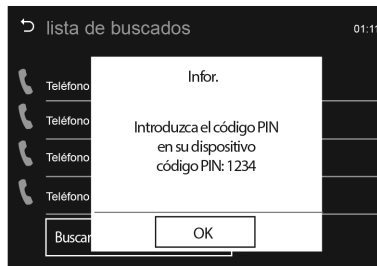 lista de buscados
01:11
Infor.
Teléfono
Teléfono
Teléfono
Teléfono
Introduzca el código PIN
en su dispositivo
código PIN: 1234
Buscar
OK